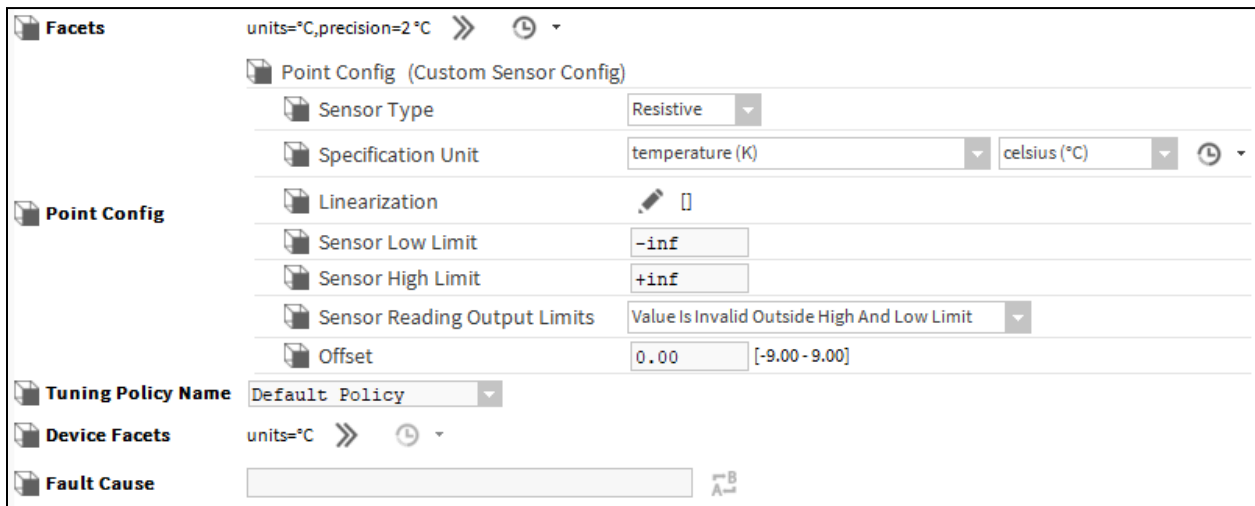 Facets units=°C,precision=2 °C
Point Config (Custom Sensor Config)
Sensor Type Resistive
Specification Unit temperature (K) celsius (°C)
Linearization []
Point Config
Sensor Low Limit -inf
Sensor High Limit +inf
Sensor Reading Output Limits Value Is Invalid Outside High And Low Limit
Offset 0.00 [-9.00 - 9.00]
Tuning Policy Name Default Policy
Device Facets units=°C
Fault Cause